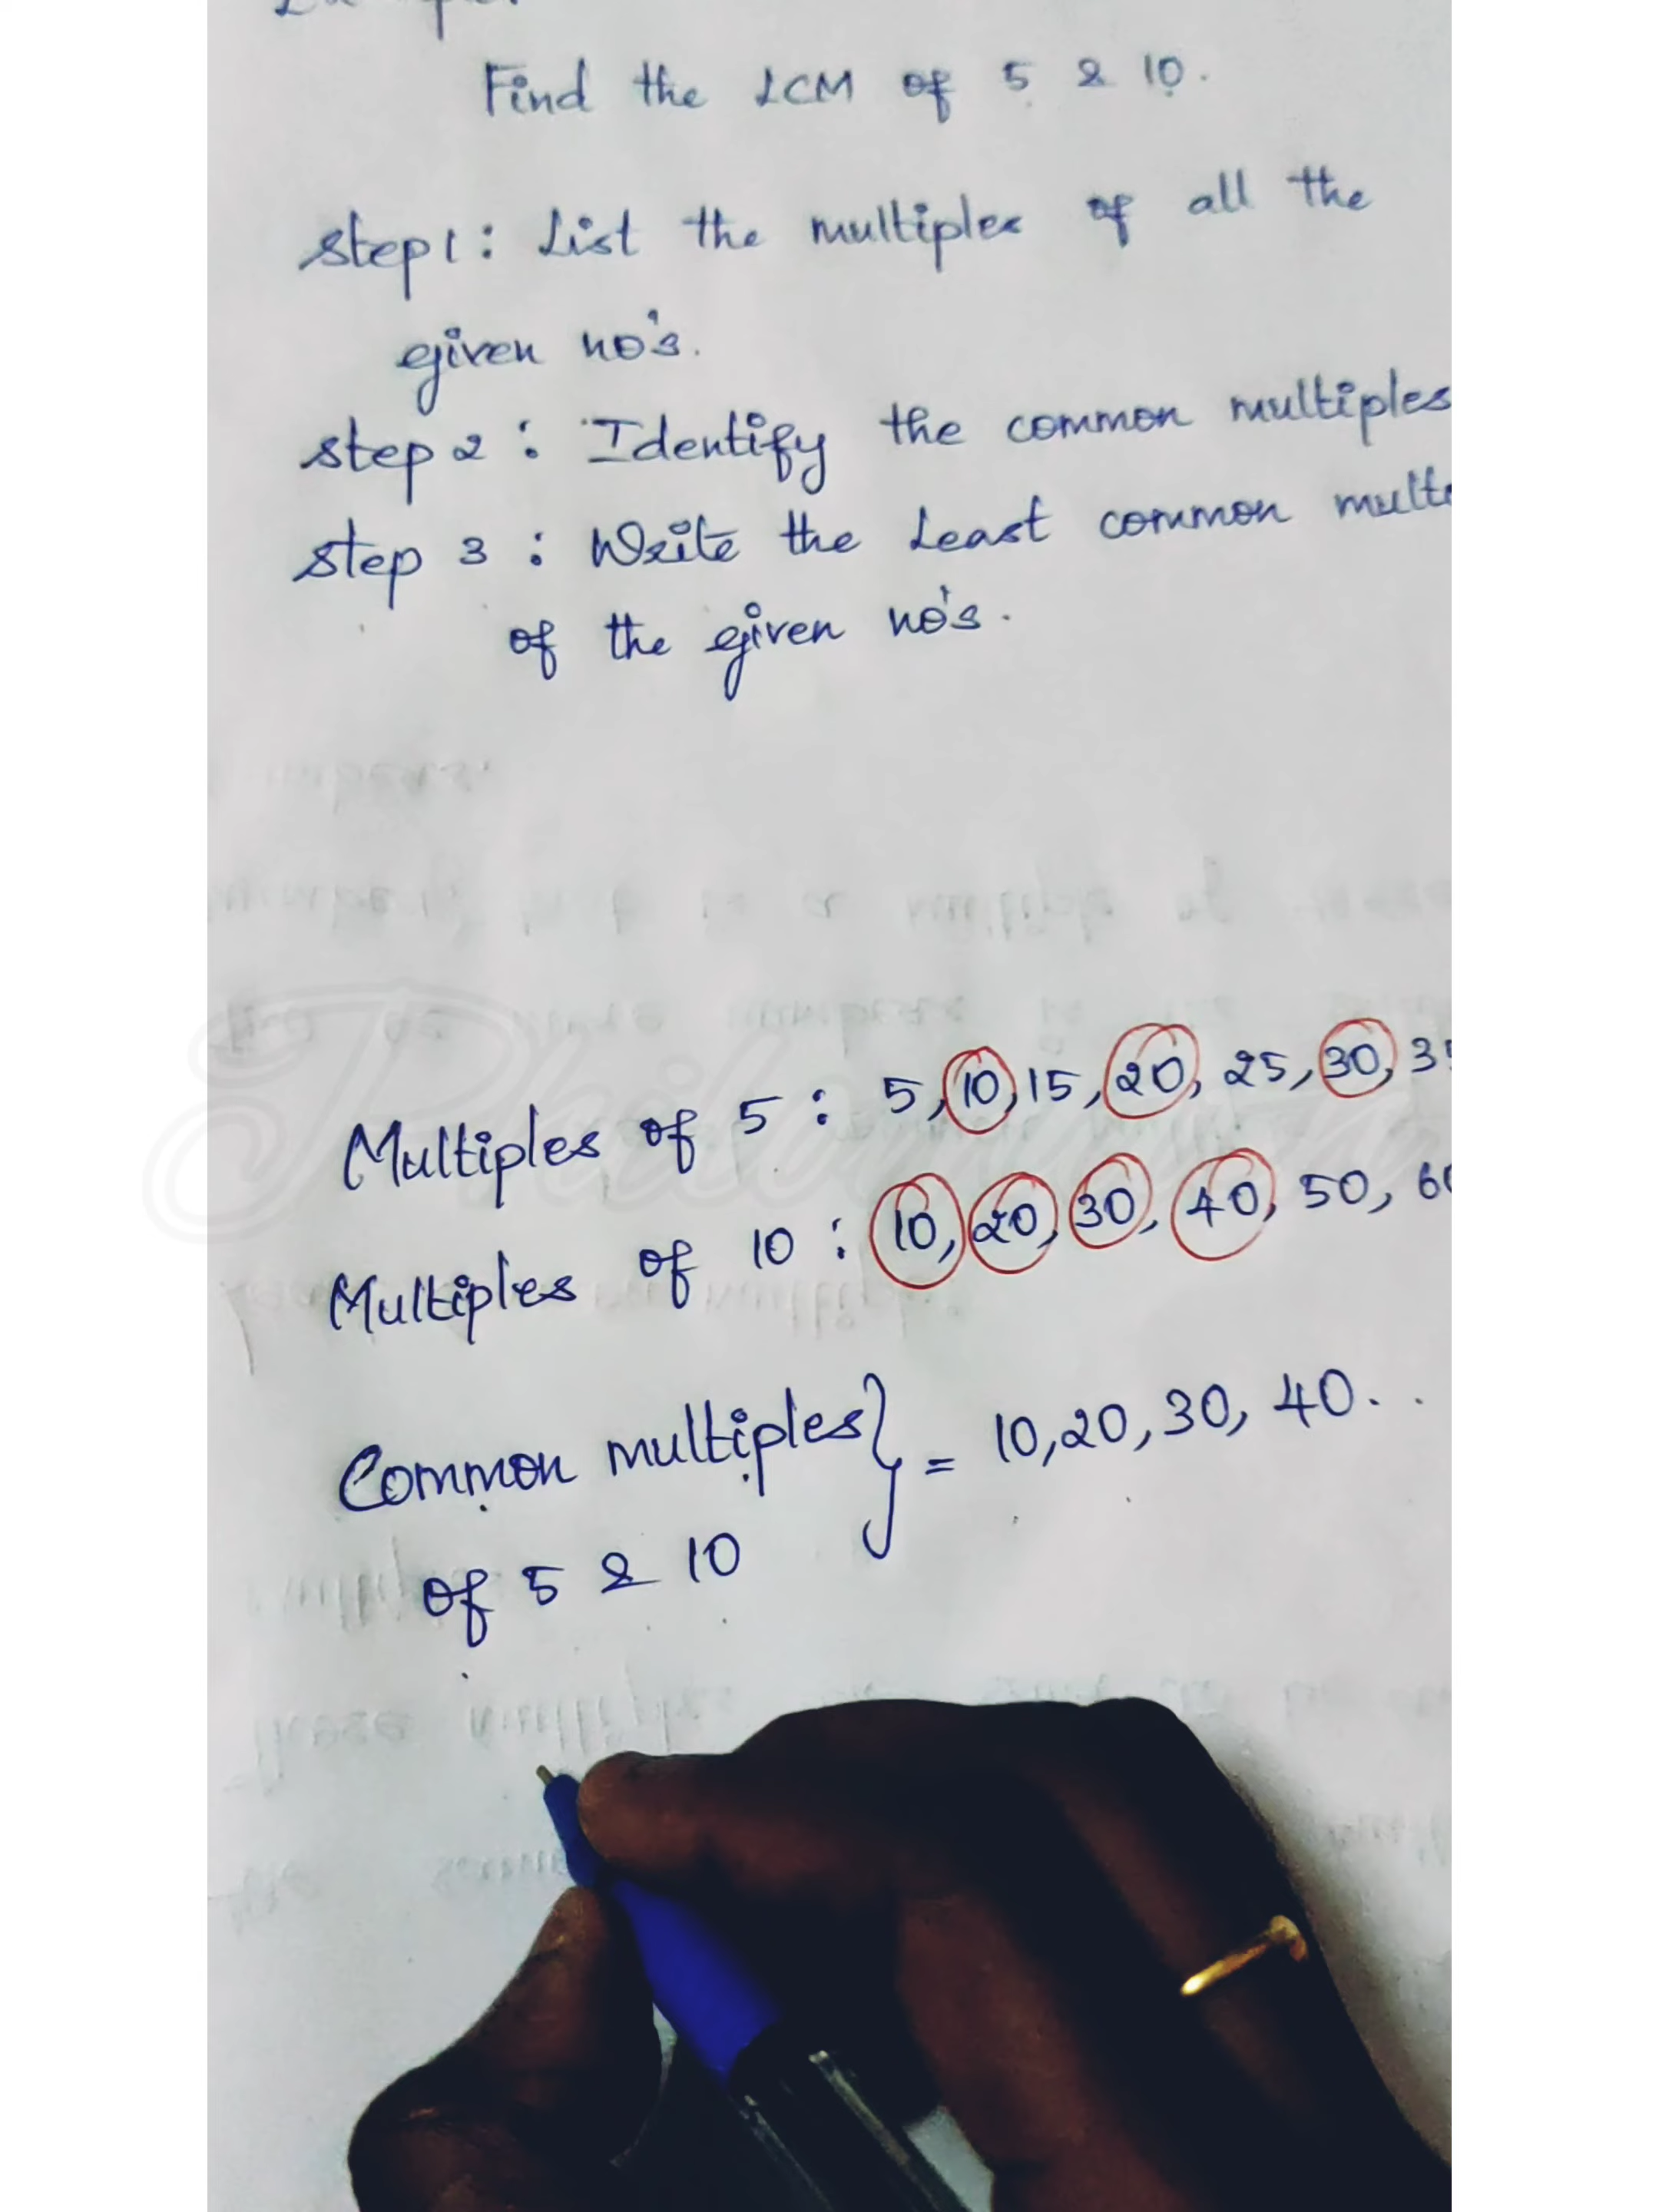 Find the LCM of 5 & 10.
Step 1: List the multiples of all the
given no's.
Step 2: Identify the common multiples
Step 3: Write the Least common
of the given no's.
Multiples of 5: 5, 10, 15, 20, 25, 30,
Multiples of 10: 10, 20, 30, 40, 50,
Common multiples } = 10, 20, 30, 40..
of 5 & 10